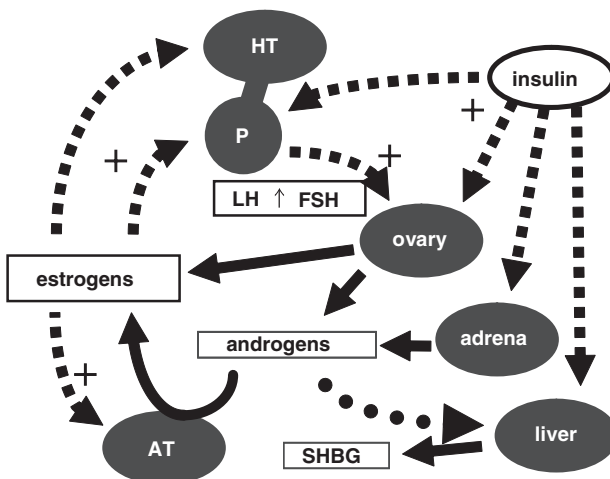 HT
insulin
+
P
+
+
LH ↑ FSH
ovary
estrogens
androgens
adrena
+
AT
SHBG
liver